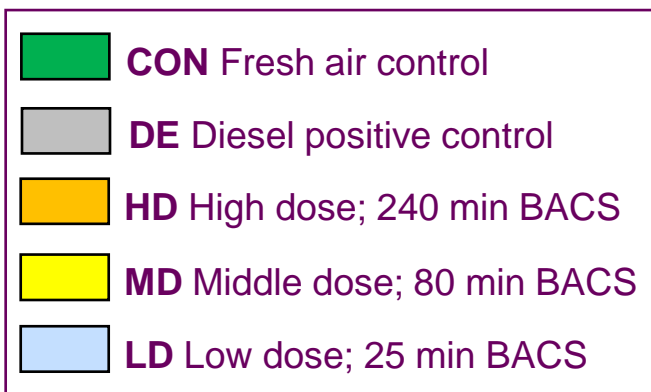 CON Fresh air control
DE Diesel positive control
HD High dose; 240 min BACS
MD Middle dose; 80 min BACS
LD Low dose; 25 min BACS